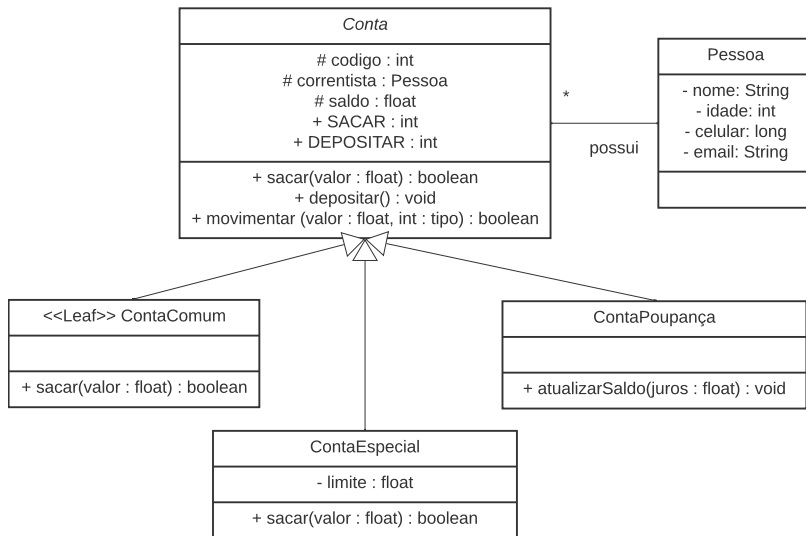 Conta
# codigo : int
# correntista : Pessoa
# saldo : float
+ SACAR : int
+ DEPOSITAR : int
+ sacar(valor : float) : boolean
+ depositar() : void
+ movimentar (valor : float, int : tipo) : boolean
*
possui
Pessoa
- nome: String
- idade: int
- celular: long
- email: String
<<Leaf>> ContaComum
+ sacar(valor : float) : boolean
ContaEspecial
- limite : float
+ sacar(valor : float) : boolean
ContaPoupança
+ atualizarSaldo(juros : float) : void